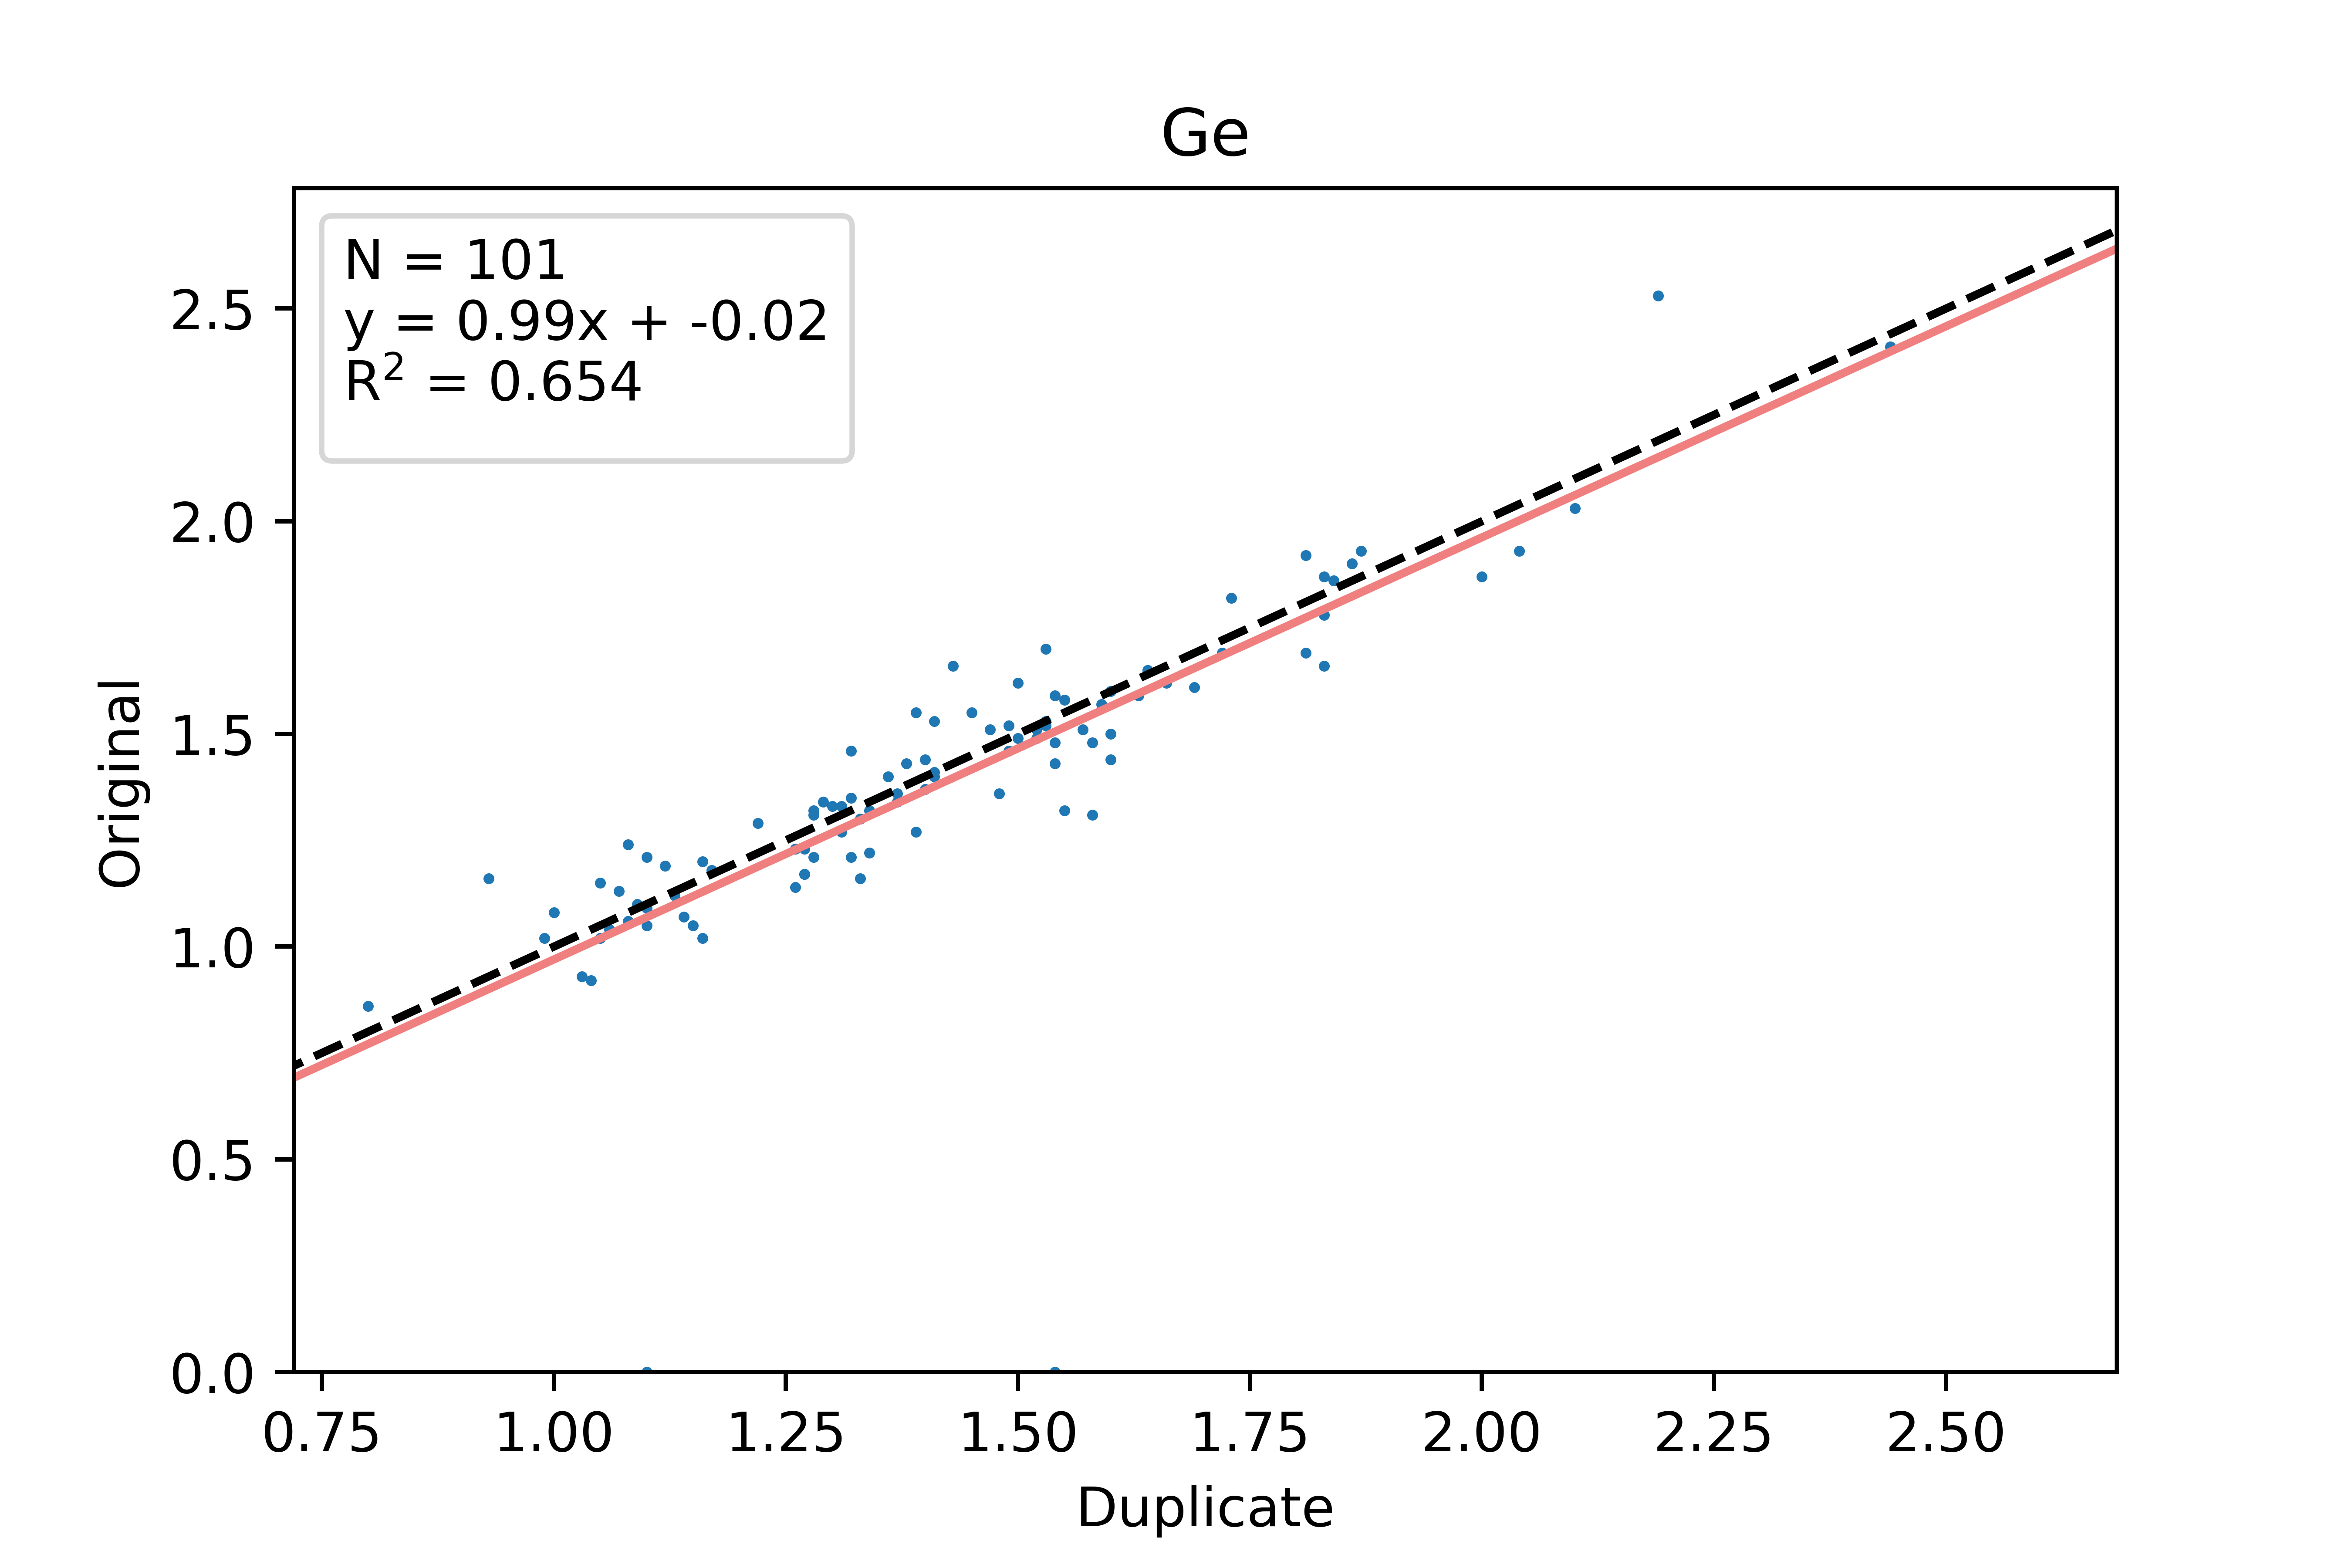 Ge
N = 101
y = 0.99x + -0.02
R² = 0.654
2.5
2.0
1.5
1.0
0.5
0.0
Original
0.75 1.00 1.25 1.50 1.75 2.00 2.25 2.50
Duplicate